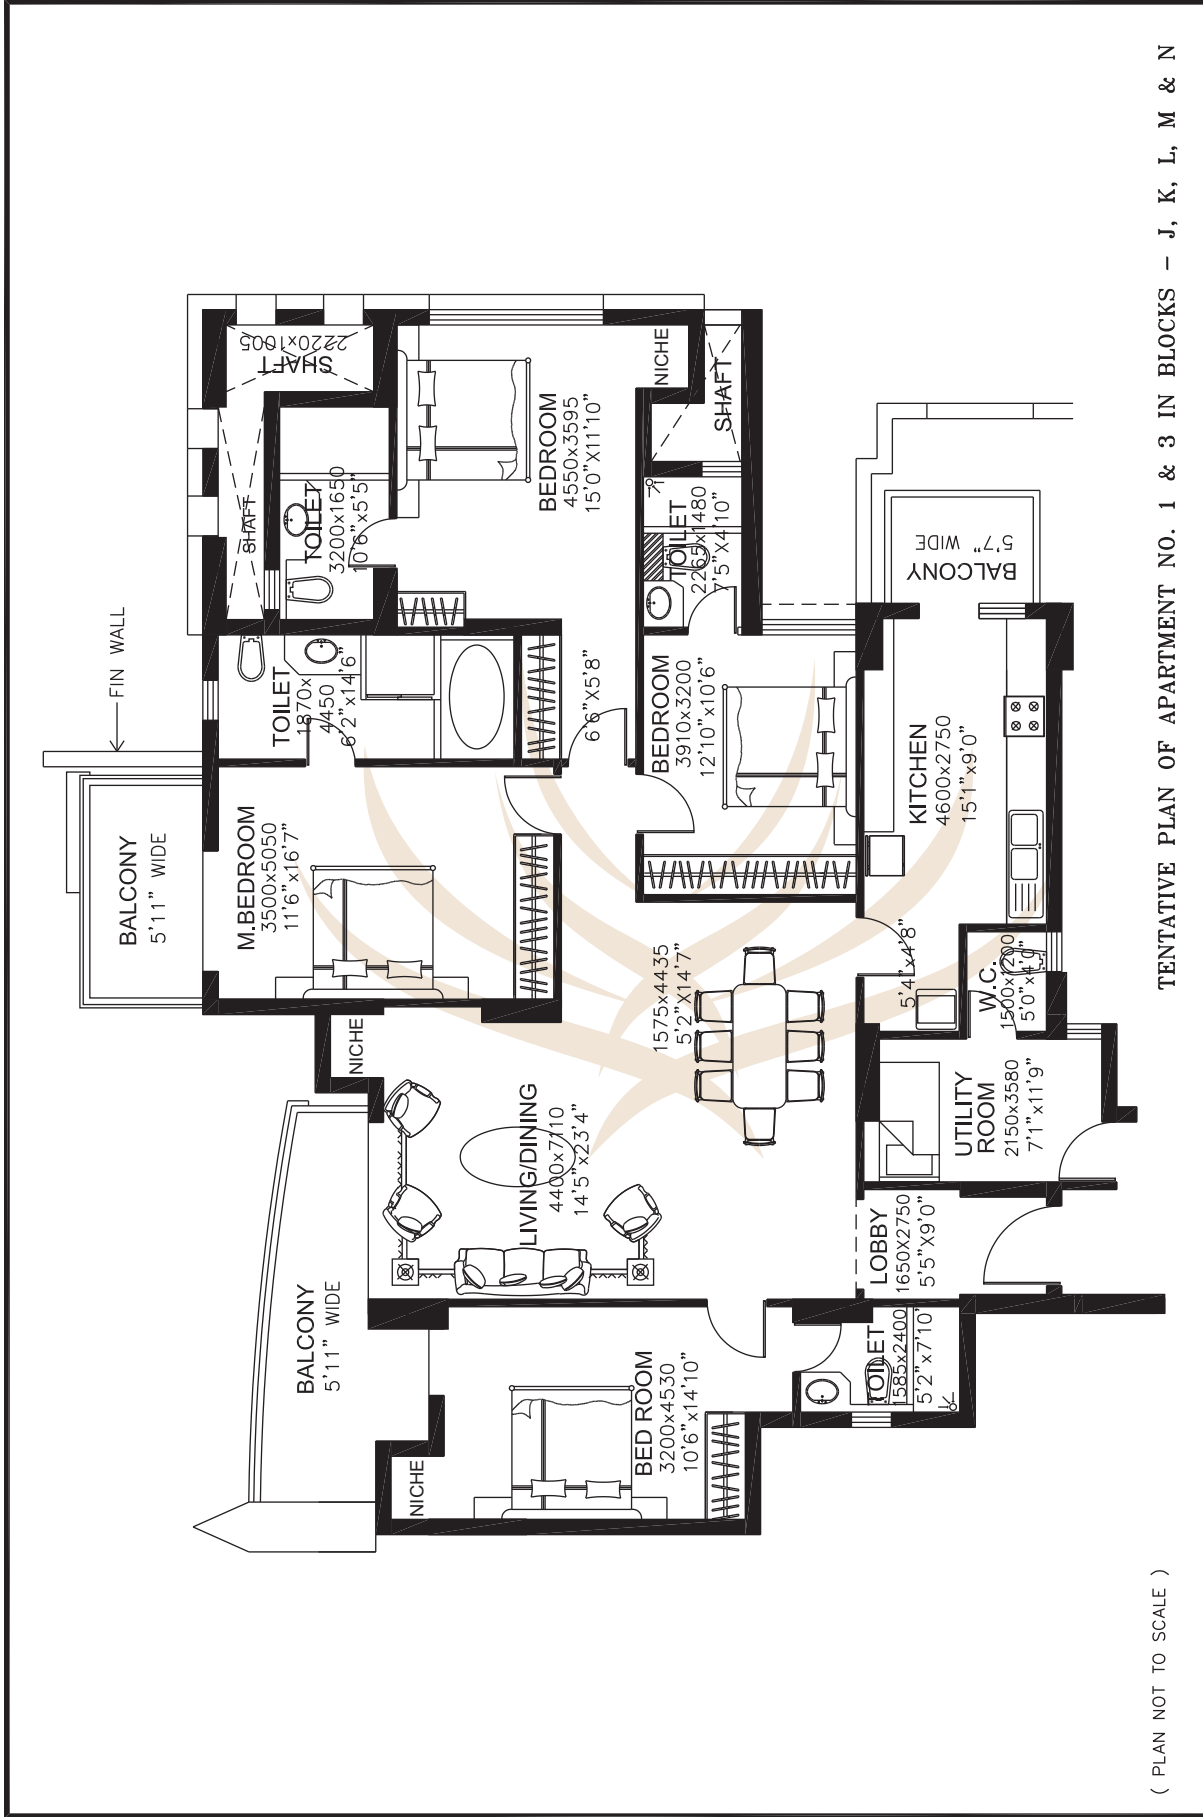 FIN WALL
BALCONY
5'11" WIDE
M.BEDROOM
3500x5050
11'6"x16'7"
TOILET
1870x
4450
6'2"x14'6"
SHAFT
SHAFT
2220x1005
TOILET
3200x1650
10'6"x5'5"
BEDROOM
4550x3595
15'0"X11'10"
NICHE
SHAFT
TOILET
2265x1480
7'5"X4'10"
6'6"X5'8"
BEDROOM
3910x3200
12'10"x10'6"
BALCONY
5'7" WIDE
KITCHEN
4600x2750
15'1"x9'0"
5'4"x4'8"
W.C.
1500x1200
5'0"x4'0"
UTILITY
ROOM
2150x3580
7'1"x11'9"
1575x4435
5'2"X14'7"
NICHE
LIVING/DINING
4400x7110
14'5"x23'4"
LOBBY
1650X2750
5'5"X9'0"
BALCONY
5'11" WIDE
NICHE
BED ROOM
3200x4530
10'6"x14'10"
TOILET
1585x2400
5'2"x7'10"
( PLAN NOT TO SCALE )
TENTATIVE PLAN OF APARTMENT NO. 1 & 3 IN BLOCKS - J, K, L, M & N